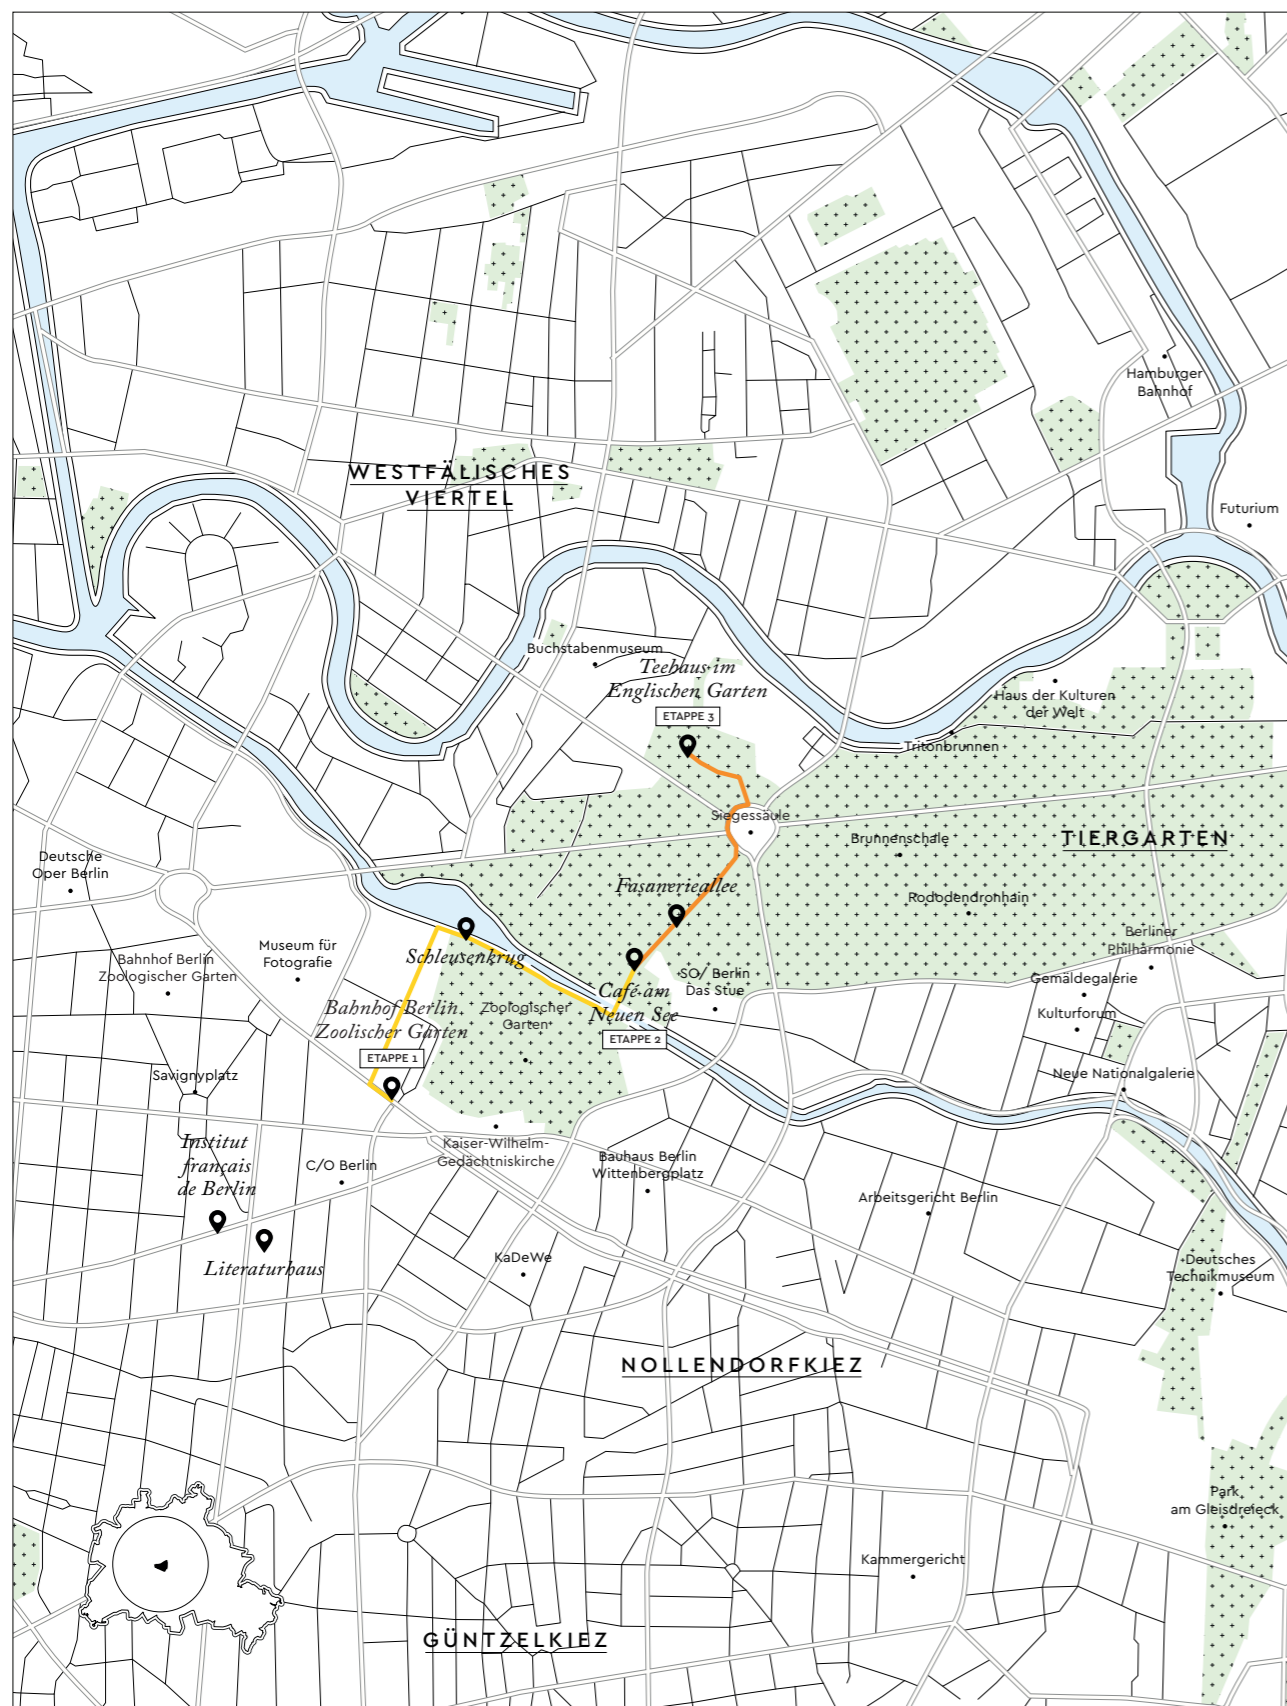 Hamburger
Bahnhof
WESTFÄLISCHES
VIERTEL
Futurium
Buchstabenmuseum
Teehaus im
Englischen Garten
ETAPPE 3
Haus der Kulturen
der Welt
Tritonbrunnen
Siegessäule
Brunnenschale
TIERGARTEN
Deutsche
Oper Berlin
Fasanerieallee
Rododendronhain
Berliner
Philharmonie
Museum für
Fotografie
Schleusenkrug
Bahnhof Berlin
Zoologischer Garten
SO/ Berlin
Das Stue
Gemäldegalerie
Café am
Neuen See
ETAPPE 2
Bahnhof Berlin
Zoolischer Garten
ETAPPE 1
Zoologischer
Garten
Kulturforum
Savignyplatz
Neue Nationalgalerie
Institut
français
de Berlin
C/O Berlin
Kaiser-Wilhelm-
Gedächtniskirche
Bauhaus Berlin
Wittenbergplatz
Arbeitsgericht Berlin
Literaturhaus
KaDeWe
Deutsches
Technikmuseum
NOLLENDORFKIEZ
Park
am Gleisdreieck
Kammergericht
GÜNTZELKIEZ